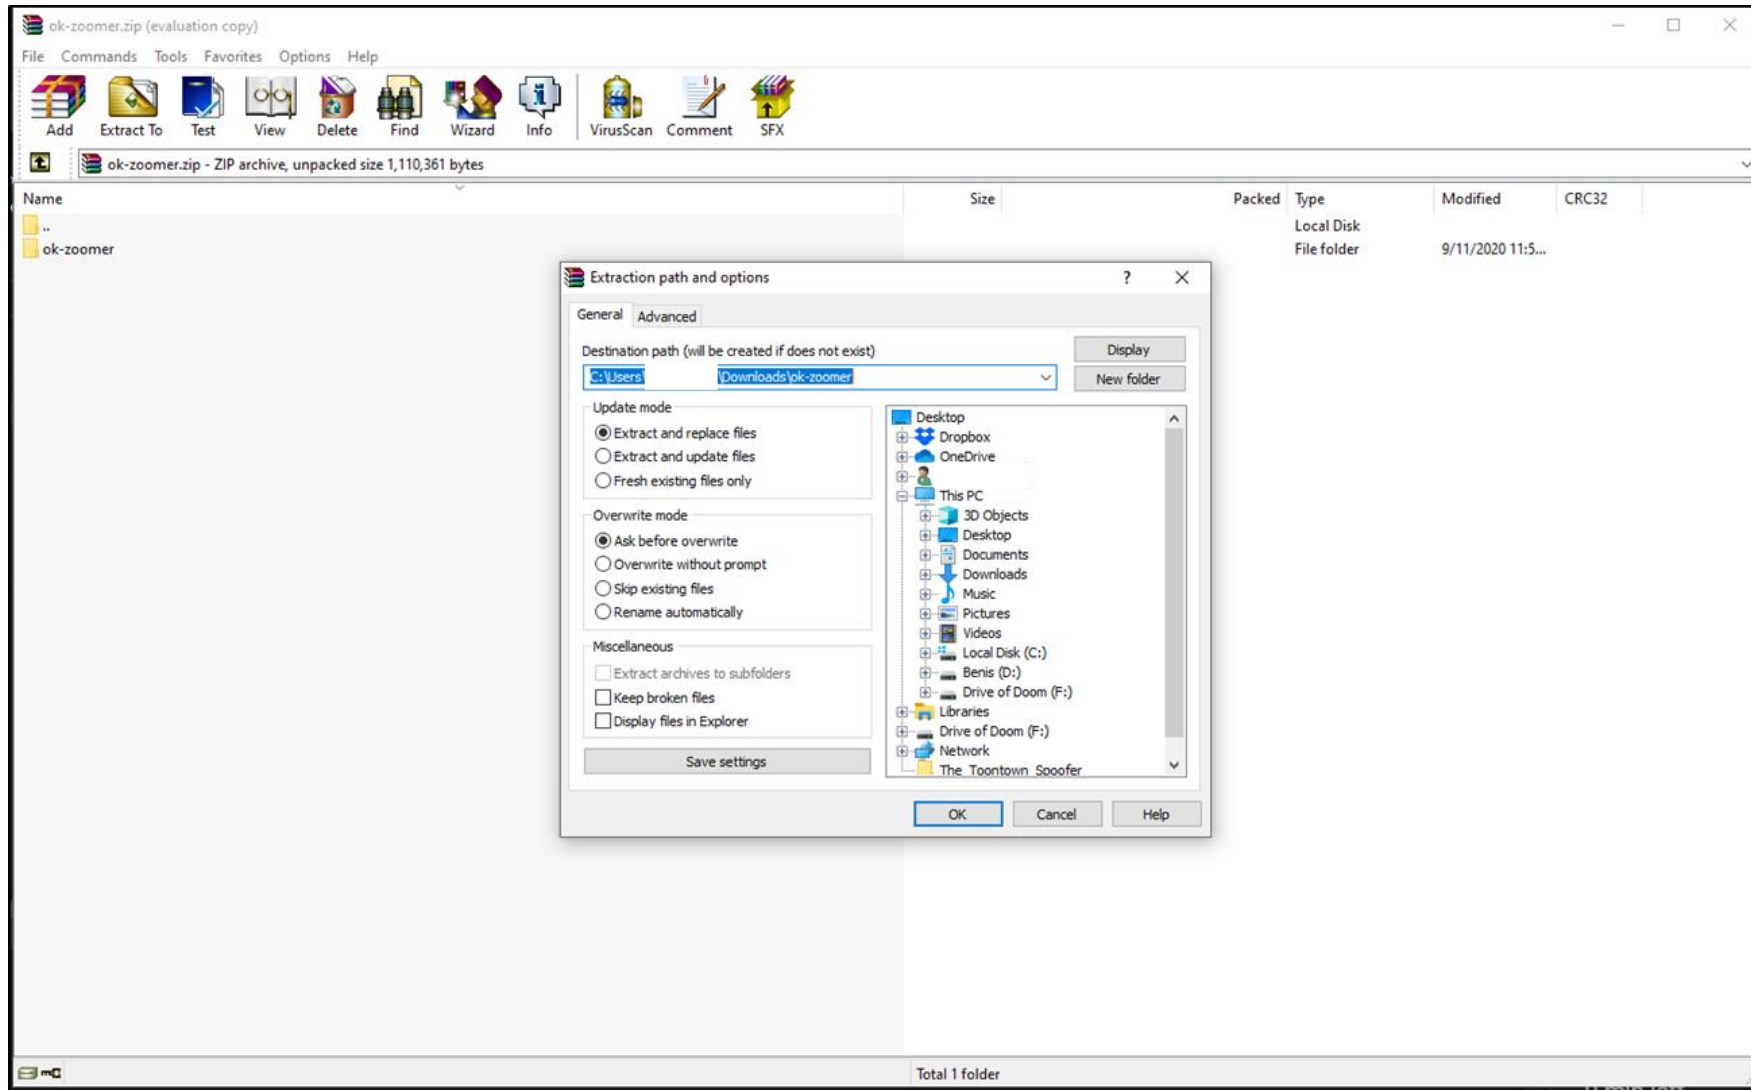 ok-zoomer.zip (evaluation copy)
File Commands Tools Favorites Options Help
Add Extract To Test View Delete Find Wizard Info VirusScan Comment SFX
ok-zoomer.zip - ZIP archive, unpacked size 1,110,361 bytes
Name Size Packed Type Modified CRC32
.. Local Disk
ok-zoomer File folder 9/11/2020 11:5...
Extraction path and options ?
General Advanced
Destination path (will be created if does not exist) Display
C:\Users\ \Downloads\ok-zoomer New folder
Update mode
Extract and replace files
Extract and update files
Fresh existing files only
Overwrite mode
Ask before overwrite
Overwrite without prompt
Skip existing files
Rename automatically
Miscellaneous
Extract archives to subfolders
Keep broken files
Display files in Explorer
Save settings
Desktop
Dropbox
OneDrive
This PC
3D Objects
Desktop
Documents
Downloads
Music
Pictures
Videos
Local Disk (C:)
Benis (D:)
Drive of Doom (F:)
Libraries
Drive of Doom (F:)
Network
The_Toontown_Spoofer
OK Cancel Help
Total 1 folder